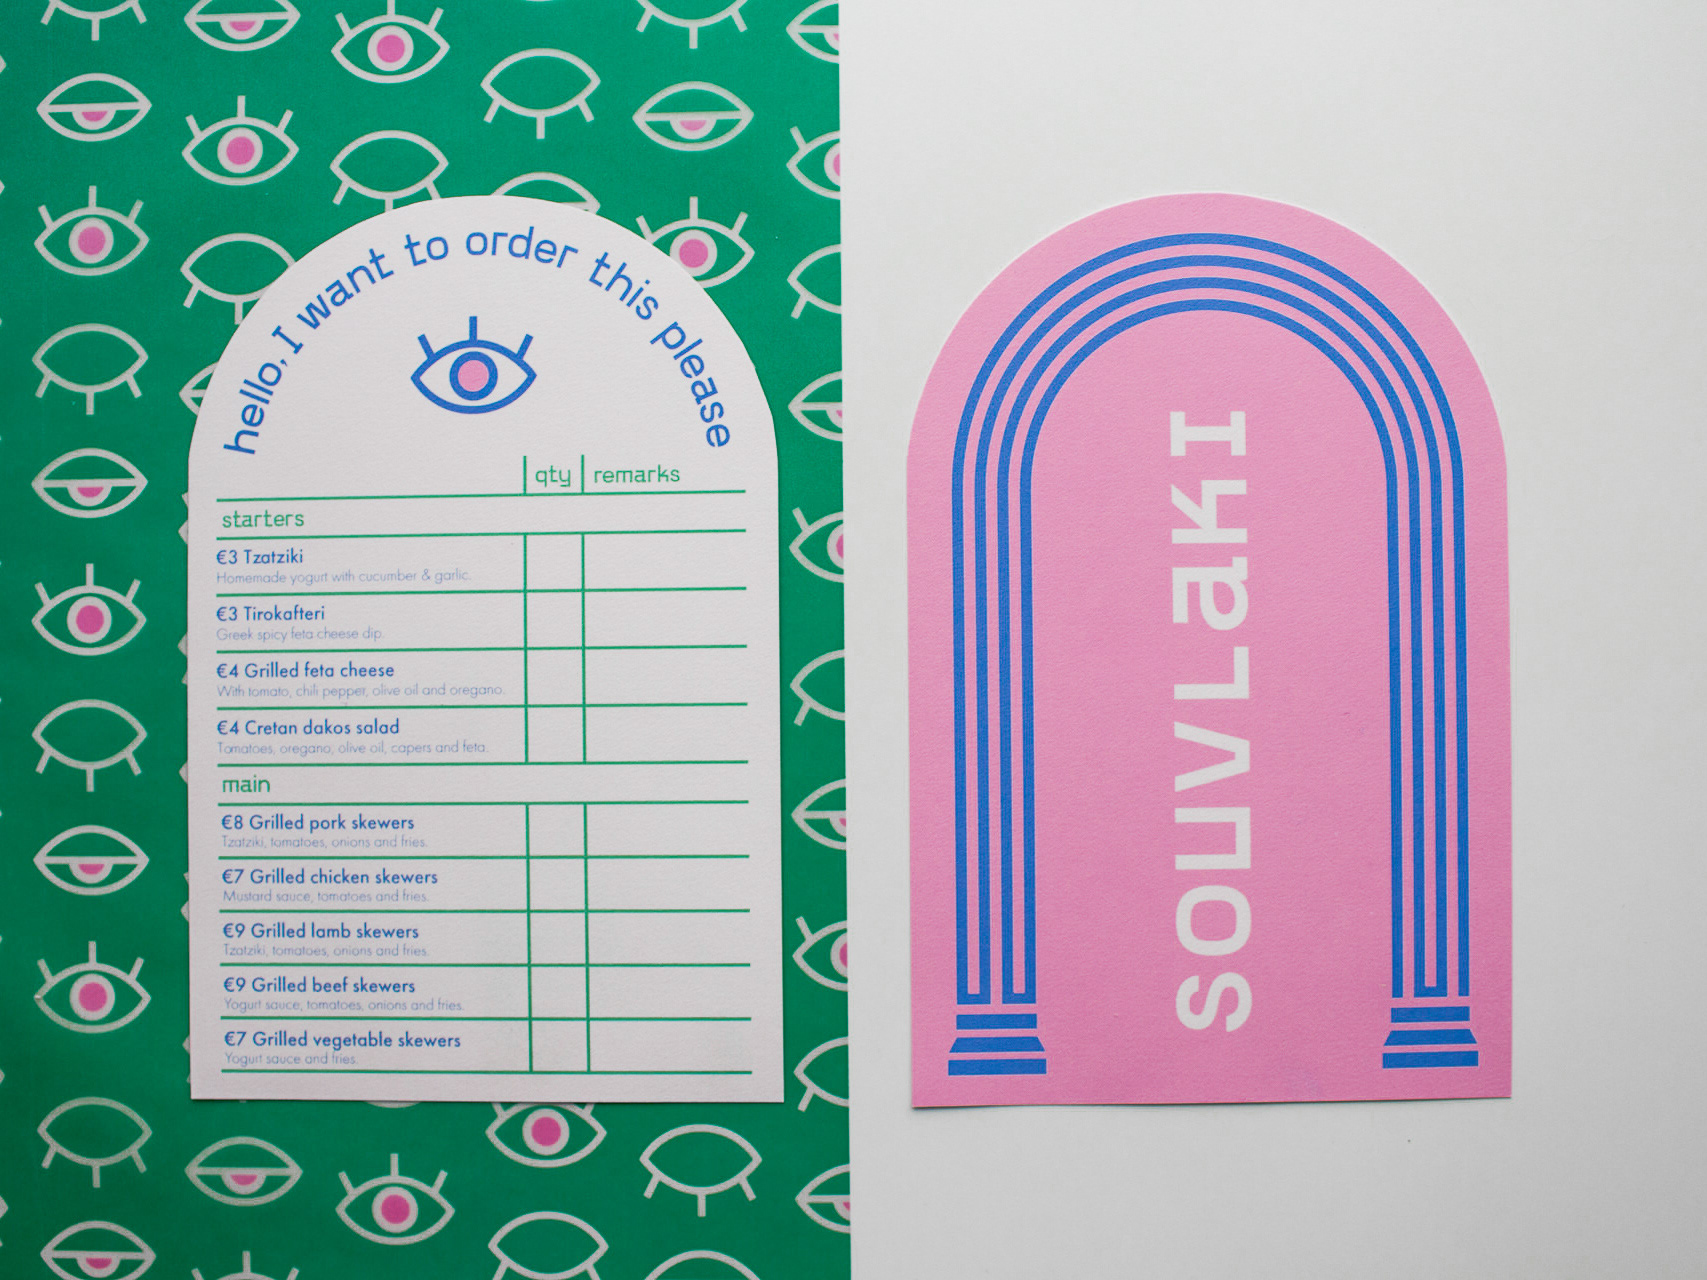 hello, I want to order this please
qty remarks
starters
€3 Tzatziki
Homemade yogurt with cucumber & garlic.
€3 Tirokafteri
Greek spicy feta cheese dip.
€4 Grilled feta cheese
With tomato, chili pepper, olive oil and oregano.
€4 Cretan dakos salad
Tomatoes, oregano, olive oil, capers and feta.
main
€8 Grilled pork skewers
Tzatziki, tomatoes, onions and fries.
€7 Grilled chicken skewers
Mustard sauce, tomatoes and fries.
€9 Grilled lamb skewers
Tzatziki, tomatoes, onions and fries.
€9 Grilled beef skewers
Yogurt sauce, tomatoes, onions and fries.
€7 Grilled vegetable skewers
Yogurt sauce and fries.
SOUVLaKI